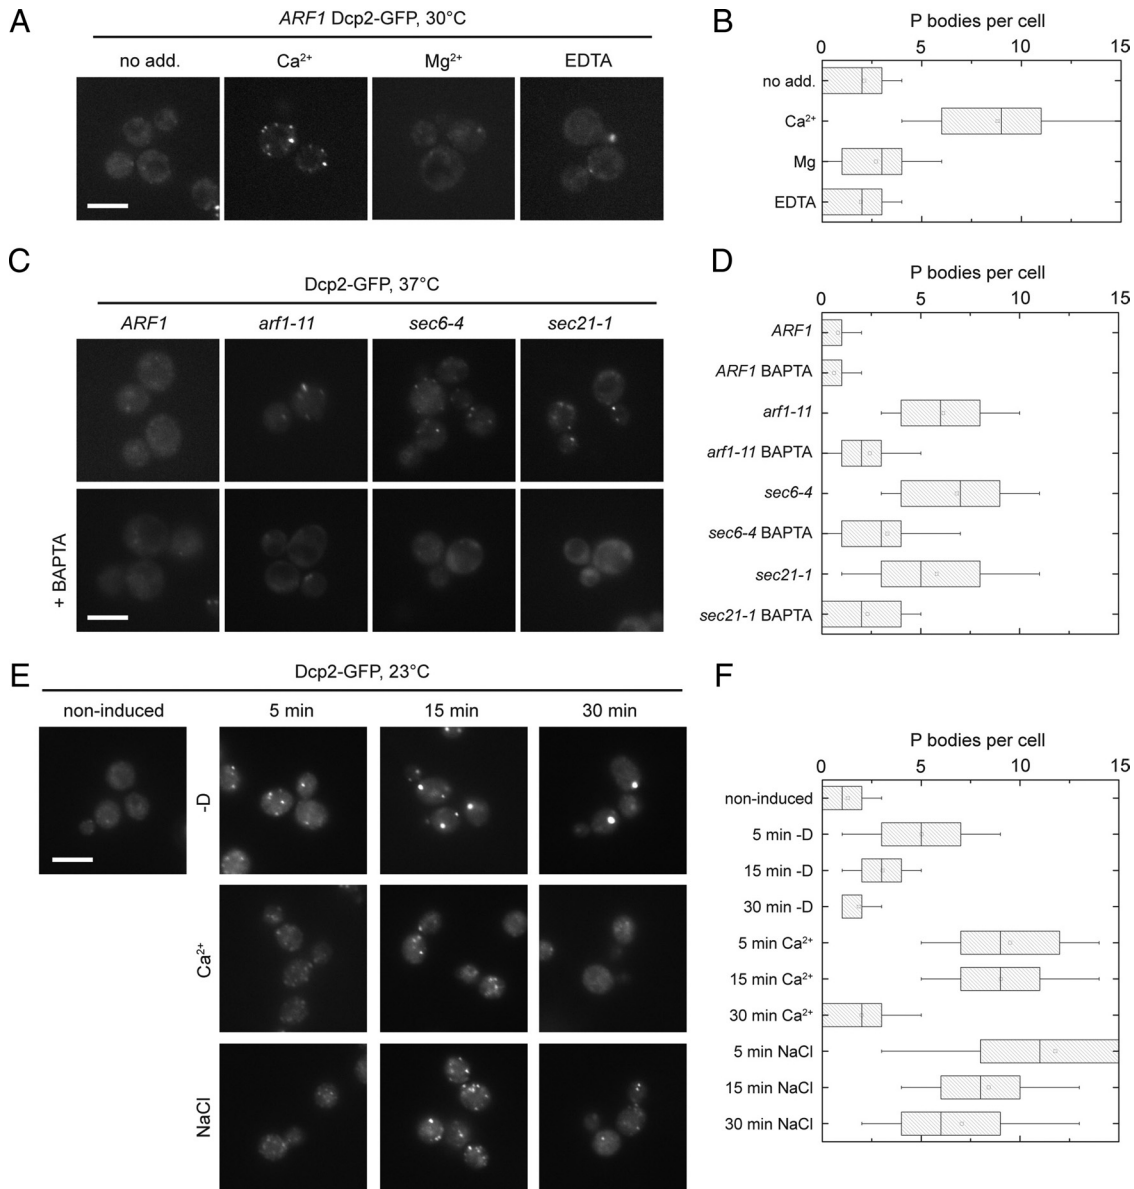 A
ARF1 Dcp2-GFP, 30°C
no add.
Ca²⁺
Mg²⁺
EDTA
B
P bodies per cell
0
5
10
15
no add.
Ca²⁺
Mg
EDTA
C
Dcp2-GFP, 37°C
ARF1
arf1-11
sec6-4
sec21-1
+ BAPTA
D
P bodies per cell
0
5
10
15
ARF1
ARF1 BAPTA
arf1-11
arf1-11 BAPTA
sec6-4
sec6-4 BAPTA
sec21-1
sec21-1 BAPTA
E
Dcp2-GFP, 23°C
non-induced
5 min
15 min
30 min
-D
Ca²⁺
NaCl
F
P bodies per cell
0
5
10
15
non-induced
5 min -D
15 min -D
30 min -D
5 min Ca²⁺
15 min Ca²⁺
30 min Ca²⁺
5 min NaCl
15 min NaCl
30 min NaCl